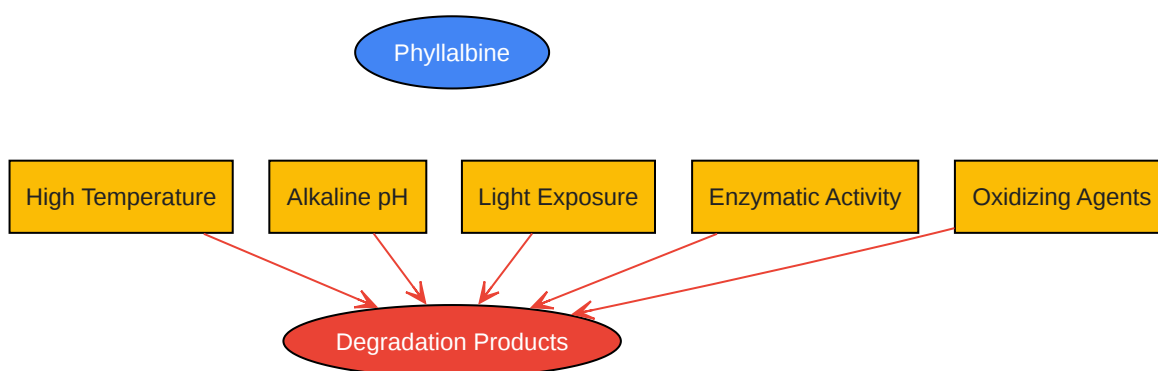 Phyllalbine
High Temperature
Alkaline pH
Light Exposure
Enzymatic Activity
Oxidizing Agents
Degradation Products